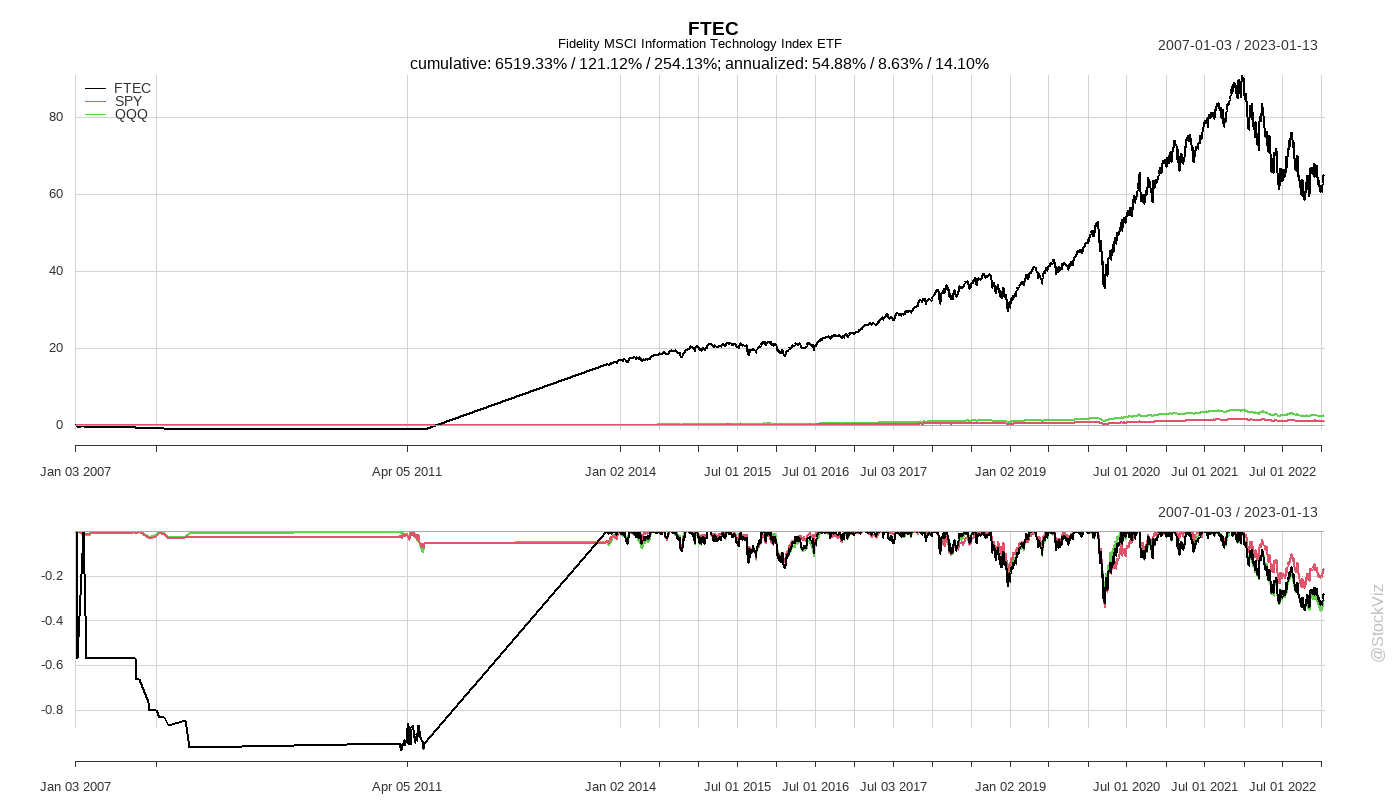 FTEC
Fidelity MSCI Information Technology Index ETF
2007-01-03 / 2023-01-13
cumulative: 6519.33% / 121.12% / 254.13%; annualized: 54.88% / 8.63% / 14.10%
FTEC
SPY
QQQ
80
60
40
20
0
Jan 03 2007 Apr 05 2011 Jan 02 2014 Jul 01 2015 Jul 01 2016 Jul 03 2017 Jan 02 2019 Jul 01 2020 Jul 01 2021 Jul 01 2022
2007-01-03 / 2023-01-13
-0.2
-0.4
-0.6
-0.8
Jan 03 2007 Apr 05 2011 Jan 02 2014 Jul 01 2015 Jul 01 2016 Jul 03 2017 Jan 02 2019 Jul 01 2020 Jul 01 2021 Jul 01 2022
@StockViz